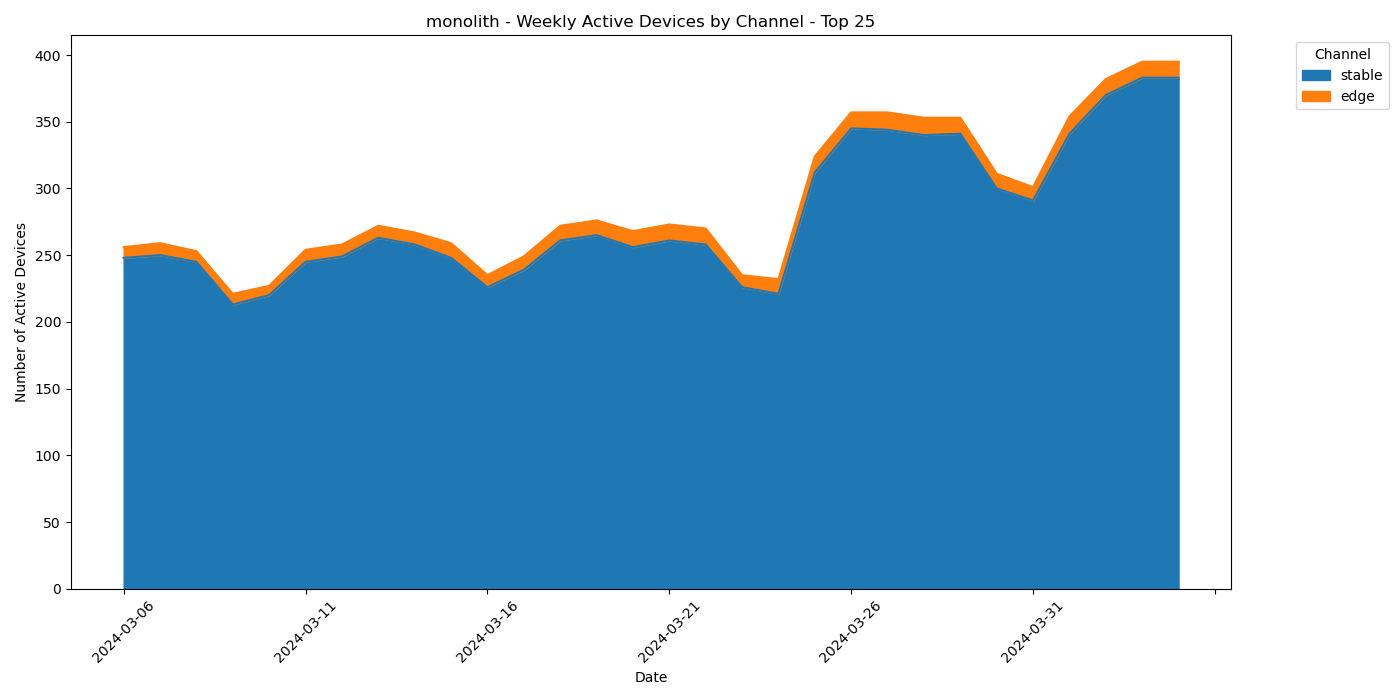 monolith - Weekly Active Devices by Channel - Top 25
Channel
stable
edge
Number of Active Devices
400
350
300
250
200
150
100
50
0
2024-03-06
2024-03-11
2024-03-16
2024-03-21
2024-03-26
2024-03-31
Date